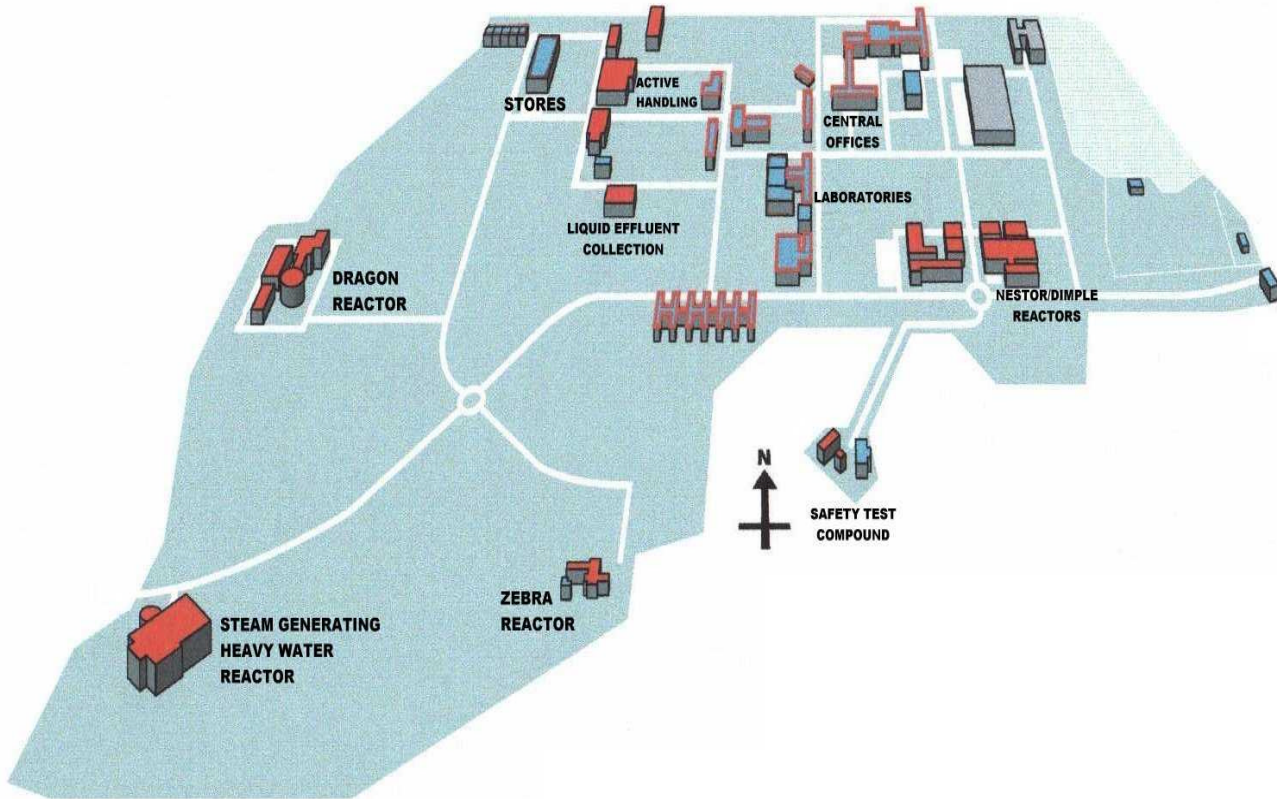 STORES
ACTIVE
HANDLING
CENTRAL
OFFICES
LABORATORIES
LIQUID EFFLUENT
COLLECTION
DRAGON
REACTOR
NESTOR/DIMPLE
REACTORS
N
SAFETY TEST
COMPOUND
ZEBRA
REACTOR
STEAM GENERATING
HEAVY WATER
REACTOR